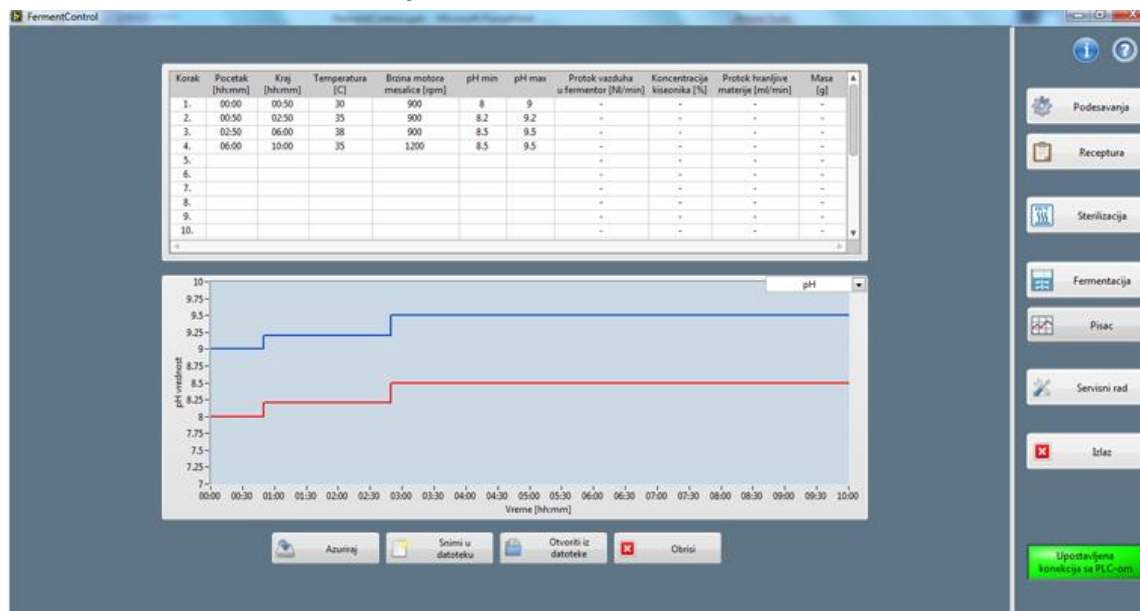 FermentControl
Korak Pocetak [hh:mm] Kraj [hh:mm] Temperatura [C] Brzina motora mesalice [rpm] pH min pH max Protok vazduha u fermentor [Nl/min] Koncentracija kiseonika [%] Protok hranljive materije [ml/min] Masa [g]
1. 00:00 00:50 30 900 8 9 - - - -
2. 00:50 02:50 35 900 8.2 9.2 - - - -
3. 02:50 06:00 38 900 8.5 9.5 - - - -
4. 06:00 10:00 35 1200 8.5 9.5 - - - -
5. - - - -
6. - - - -
7. - - - -
8. - - - -
9. - - - -
10. - - - -
pH
pH vrednost
10
9.75
9.5
9.25
9
8.75
8.5
8.25
8
7.75
7.5
7.25
7
00:00 00:30 01:00 01:30 02:00 02:30 03:00 03:30 04:00 04:30 05:00 05:30 06:00 06:30 07:00 07:30 08:00 08:30 09:00 09:30 10:00
Vreme [hh:mm]
Azuriraj
Snimi u
datoteku
Otvoriti iz
datoteke
Obrisi
Podesavanja
Receptura
Sterilizacija
Fermentacija
Pisac
Servisni rad
Izlaz
Upostavljena
konekcija sa PLC-om